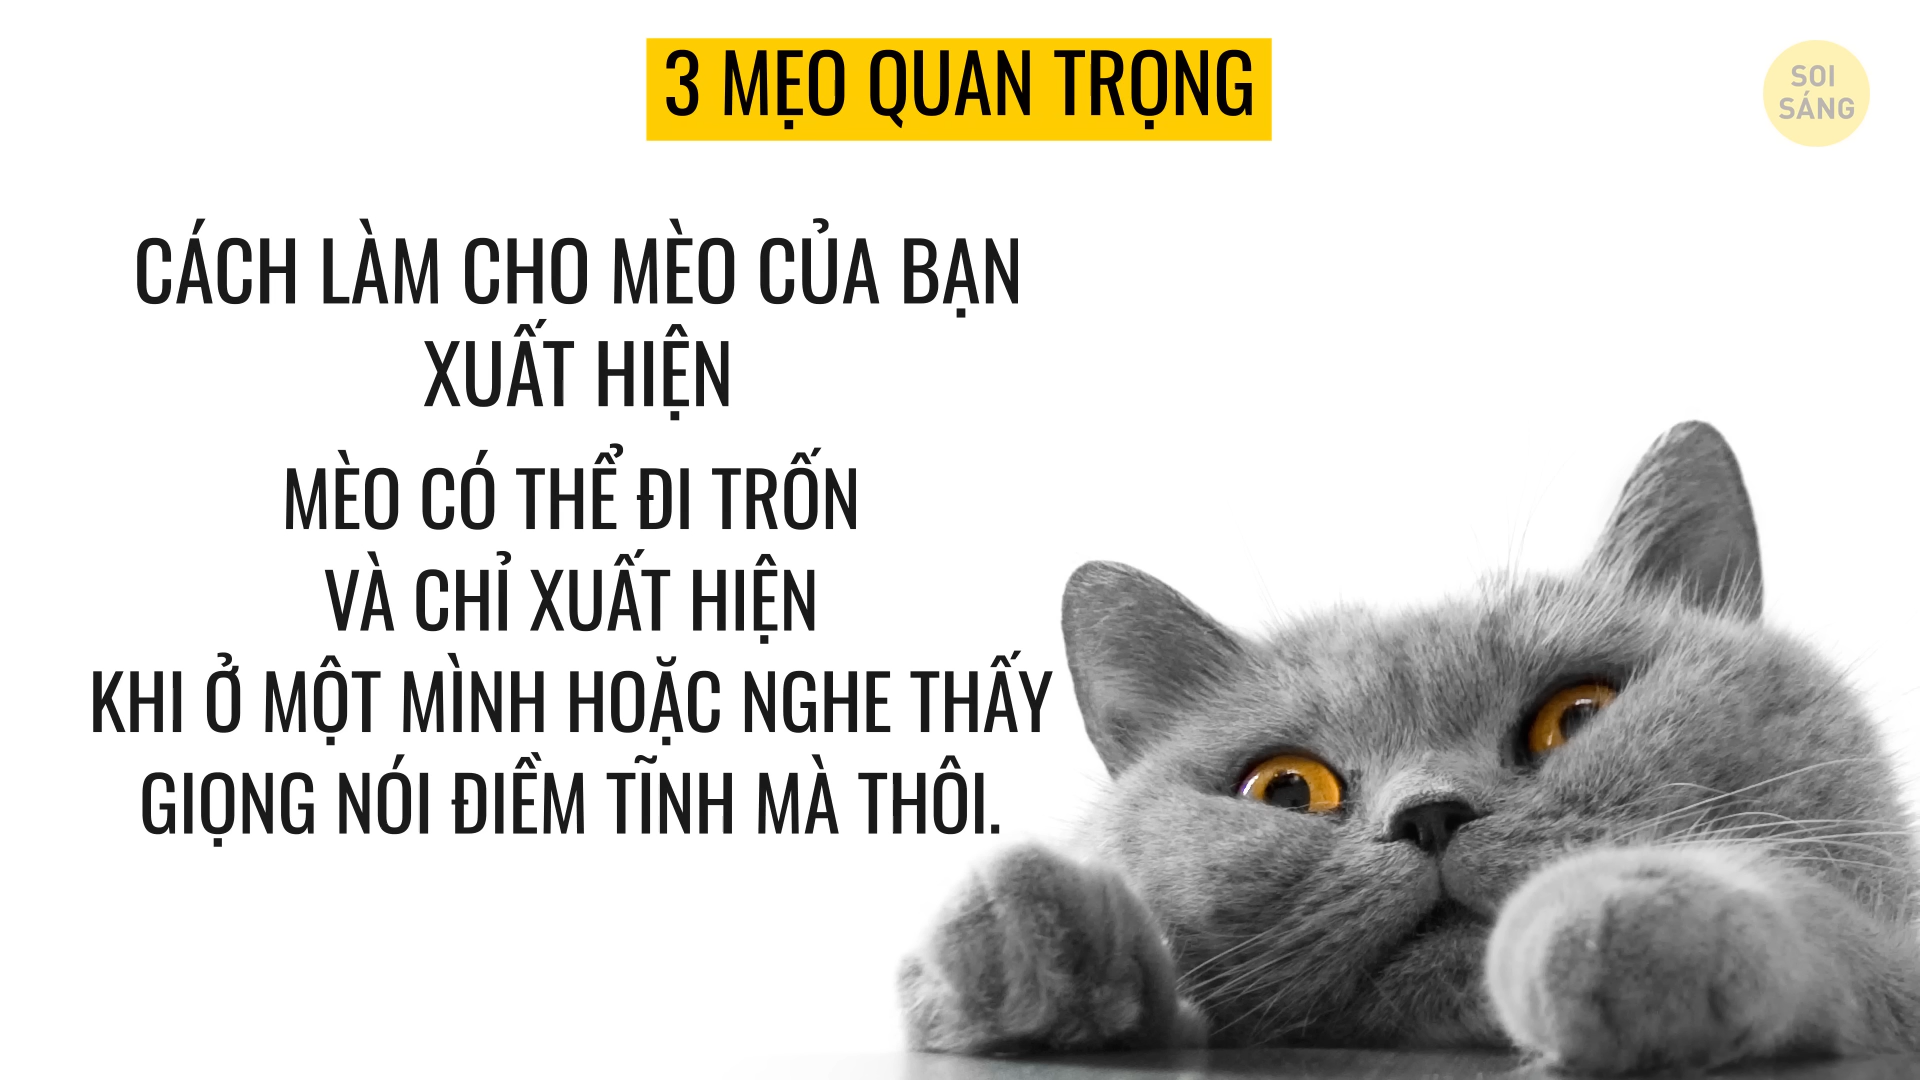 3 MẸO QUAN TRỌNG
SOI
SÁNG
CÁCH LÀM CHO MÈO CỦA BẠN
XUẤT HIỆN
MÈO CÓ THỂ ĐI TRỐN
VÀ CHỈ XUẤT HIỆN
KHI Ở MỘT MÌNH HOẶC NGHE THẤY
GIỌNG NÓI ĐIỀM TĨNH MÀ THÔI.